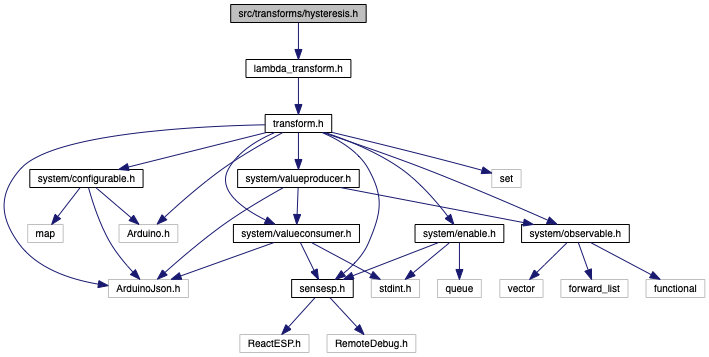 src/transforms/hysteresis.h
lambda_transform.h
transform.h
system/configurable.h
system/valueproducer.h
set
map
Arduino.h
system/valueconsumer.h
system/enable.h
system/observable.h
ArduinoJson.h
sensesp.h
stdint.h
queue
vector
forward_list
functional
ReactESP.h
RemoteDebug.h